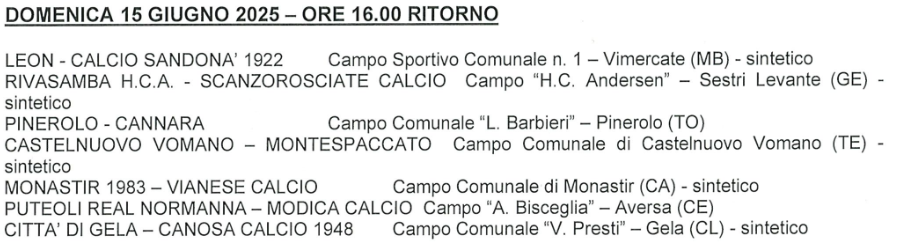 DOMENICA 15 GIUGNO 2025 – ORE 16.00 RITORNO
LEON - CALCIO SANDONA’ 1922 Campo Sportivo Comunale n. 1 – Vimercate (MB) - sintetico
RIVASAMBA H.C.A. - SCANZOROSCIATE CALCIO Campo “H.C. Andersen” – Sestri Levante (GE) -
sintetico
PINEROLO - CANNARA Campo Comunale “L. Barbieri” – Pinerolo (TO)
CASTELNUOVO VOMANO – MONTESPACCATO Campo Comunale di Castelnuovo Vomano (TE) -
sintetico
MONASTIR 1983 – VIANESE CALCIO Campo Comunale di Monastir (CA) - sintetico
PUTEOLI REAL NORMANNA – MODICA CALCIO Campo “A. Bisceglia” – Aversa (CE)
CITTA’ DI GELA – CANOSA CALCIO 1948 Campo Comunale “V. Presti” – Gela (CL) - sintetico